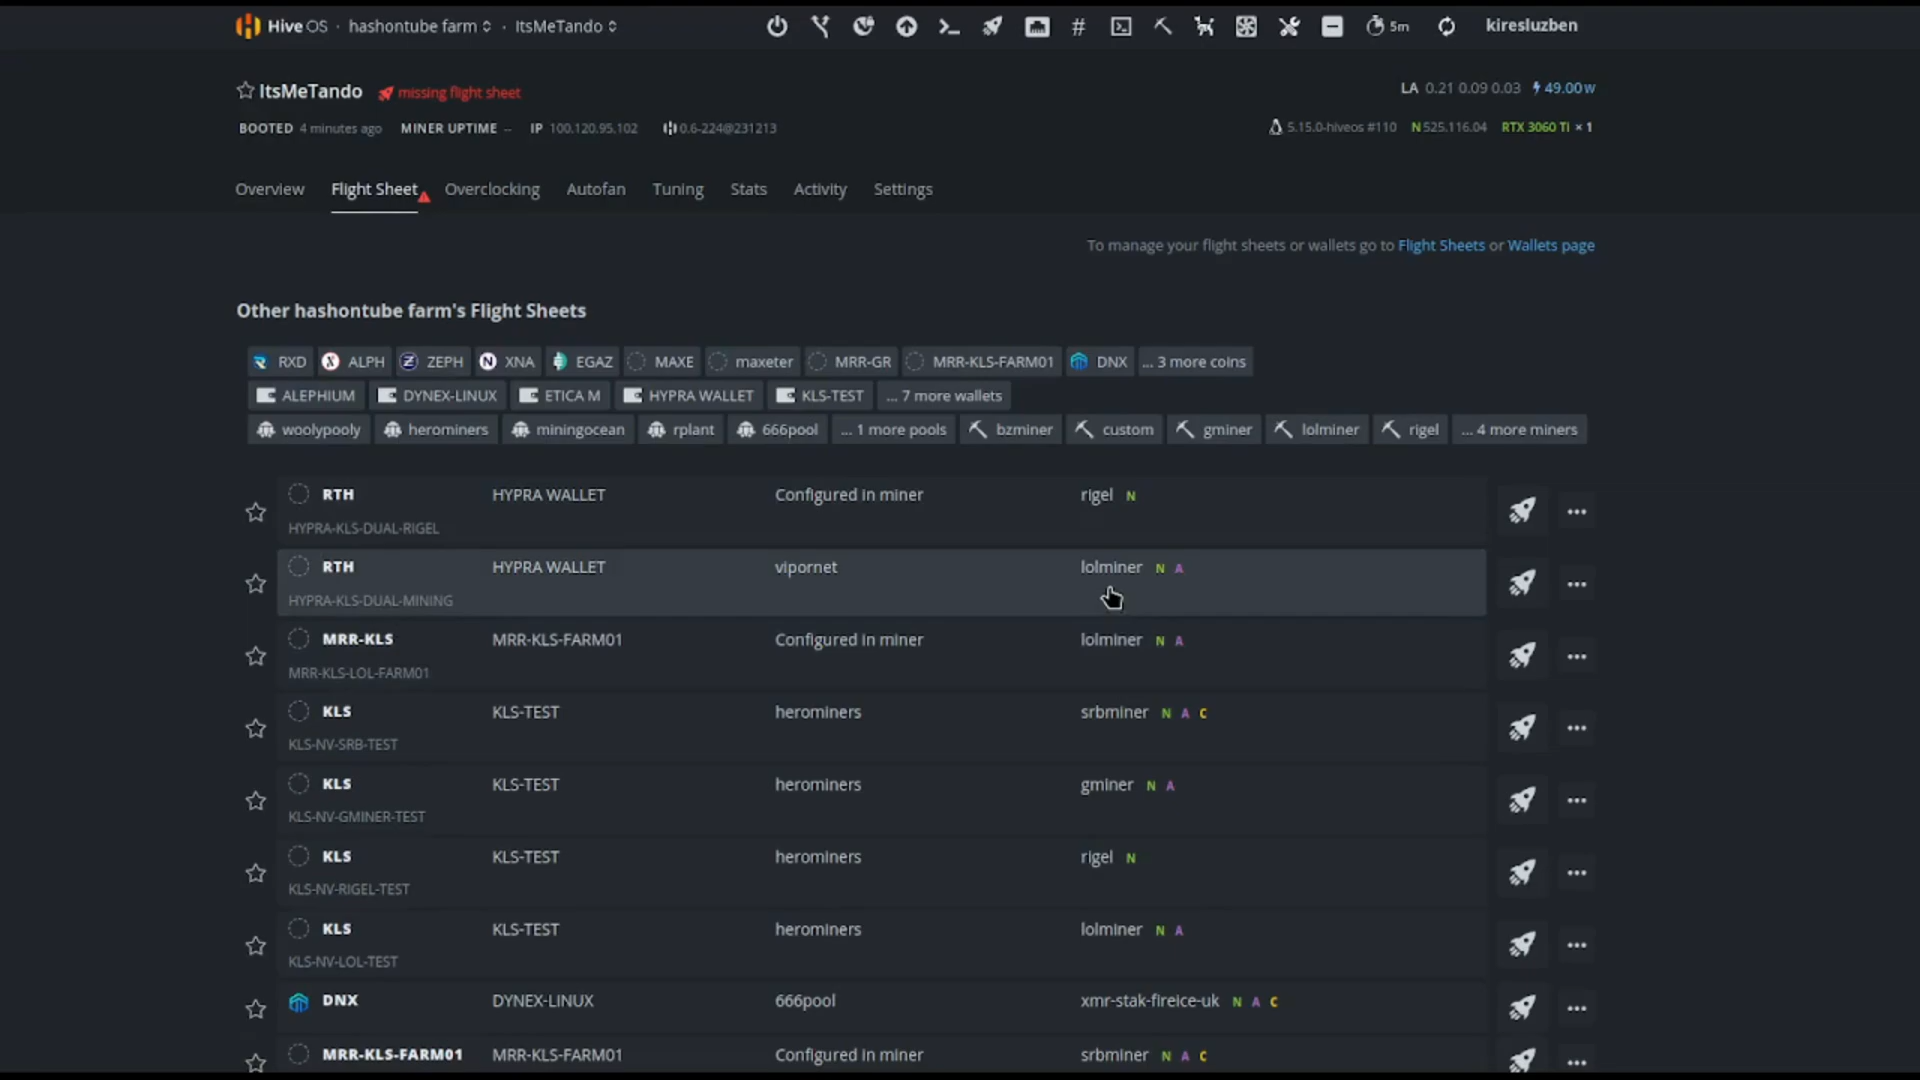 Hive OS · hashontube farm · ItsMeTando
5m
kiresluzben
ItsMeTando missing flight sheet
LA 0.21 0.09 0.03 49.00 W
BOOTED 4 minutes ago MINER UPTIME – IP 100.120.95.102 0.6-224@231213
5.15.0-hiveos #110 N 525.116.04 RTX 3060 Ti × 1
Overview Flight Sheet Overclocking Autofan Tuning Stats Activity Settings
To manage your flight sheets or wallets go to Flight Sheets or Wallets page
Other hashontube farm's Flight Sheets
RXD ALPH ZEPH XNA EGAZ MAXE maxeter MRR-GR MRR-KLS-FARM01 DNX ... 3 more coins
ALEPHIUM DYNEX-LINUX ETICA M HYPRA WALLET KLS-TEST ... 7 more wallets
woolypooly herominers miningocean rplant 666pool ... 1 more pools bzminer custom gminer lolminer rigel ... 4 more miners
RTH HYPRA WALLET Configured in miner rigel N
HYPRA-KLS-DUAL-RIGEL
RTH HYPRA WALLET vipornet lolminer N A
HYPRA-KLS-DUAL-MINING
MRR-KLS MRR-KLS-FARM01 Configured in miner lolminer N A
MRR-KLS-LOL-FARM01
KLS KLS-TEST herominers srbminer N A C
KLS-NV-SRB-TEST
KLS KLS-TEST herominers gminer N A
KLS-NV-GMINER-TEST
KLS KLS-TEST herominers rigel N
KLS-NV-RIGEL-TEST
KLS KLS-TEST herominers lolminer N A
KLS-NV-LOL-TEST
DNX DYNEX-LINUX 666pool xmr-stak-fireice-uk N A C
MRR-KLS-FARM01 MRR-KLS-FARM01 Configured in miner srbminer N A C